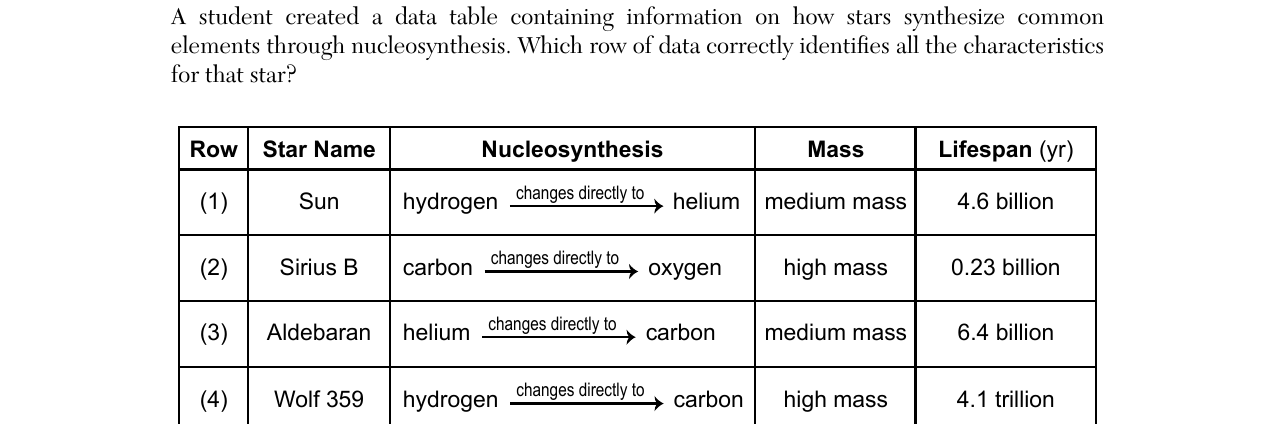 A student created a data table containing information on how stars synthesize common
elements through nucleosynthesis. Which row of data correctly identifies all the characteristics
for that star?
Row Star Name Nucleosynthesis Mass Lifespan (yr)
(1) Sun hydrogen changes directly to helium medium mass 4.6 billion
(2) Sirius B carbon changes directly to oxygen high mass 0.23 billion
(3) Aldebaran helium changes directly to carbon medium mass 6.4 billion
(4) Wolf 359 hydrogen changes directly to carbon high mass 4.1 trillion